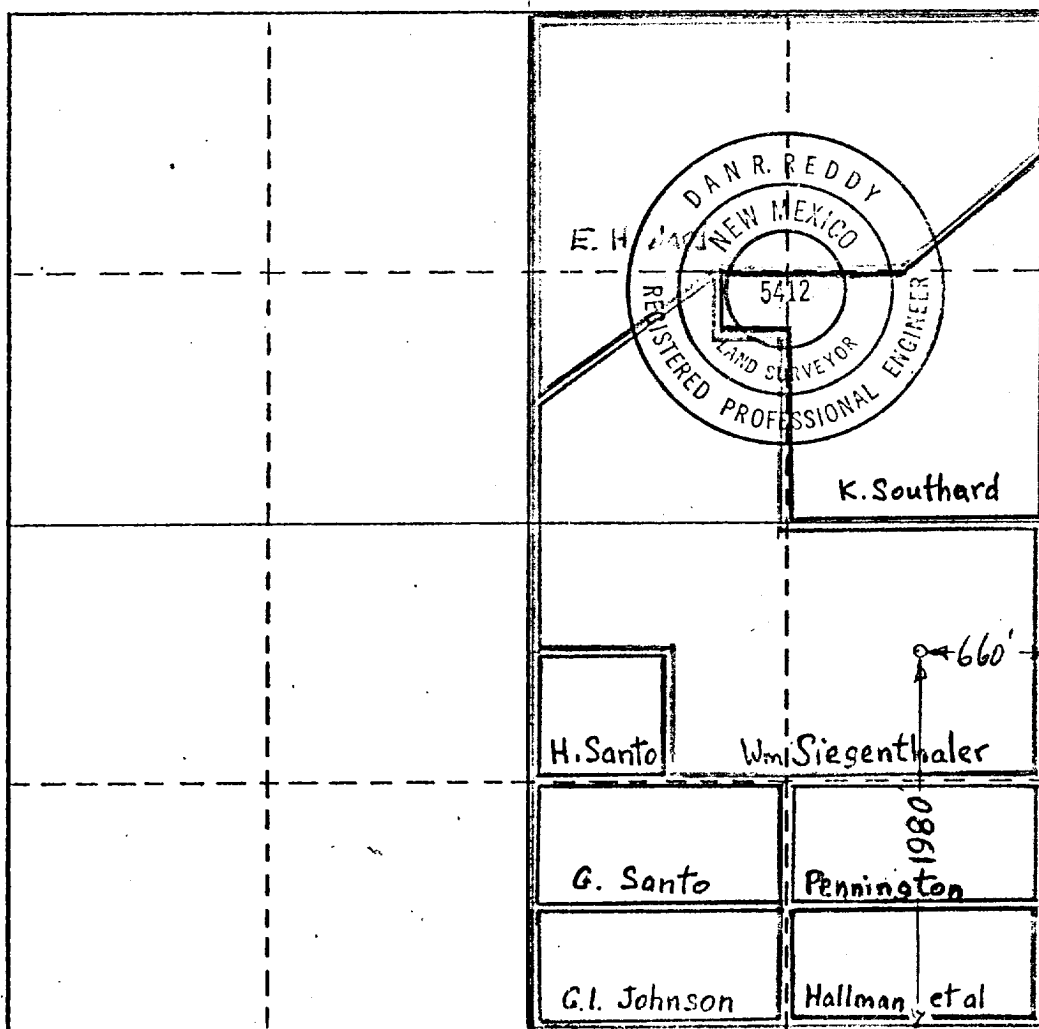 DAN R. REDDY
NEW MEXICO
5412
LAND SURVEYOR
REGISTERED PROFESSIONAL ENGINEER
E. H.
K. Southard
660'
H. Santo
Wm Siegenthaler
1980
G. Santo
Pennington
G.I. Johnson
Hallman et al